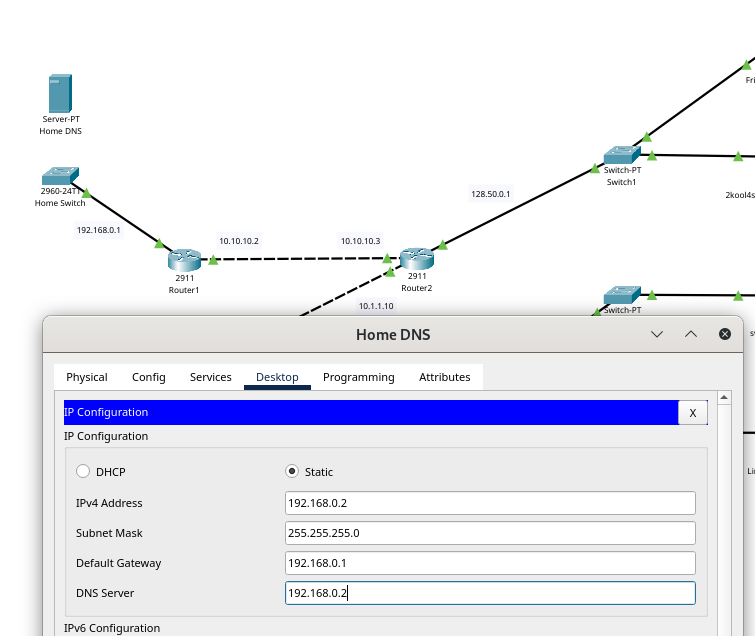 Server-PT
Home DNS
2960-24TT
Home Switch
192.168.0.1
2911
Router1
10.10.10.2
10.10.10.3
2911
Router2
10.1.1.10
128.50.0.1
Switch-PT
Switch1
Fri
2kool4s
Switch-PT
Home DNS
Physical
Config
Services
Desktop
Programming
Attributes
IP Configuration
X
IP Configuration
DHCP
Static
IPv4 Address
192.168.0.2
Subnet Mask
255.255.255.0
Default Gateway
192.168.0.1
DNS Server
192.168.0.2
IPv6 Configuration